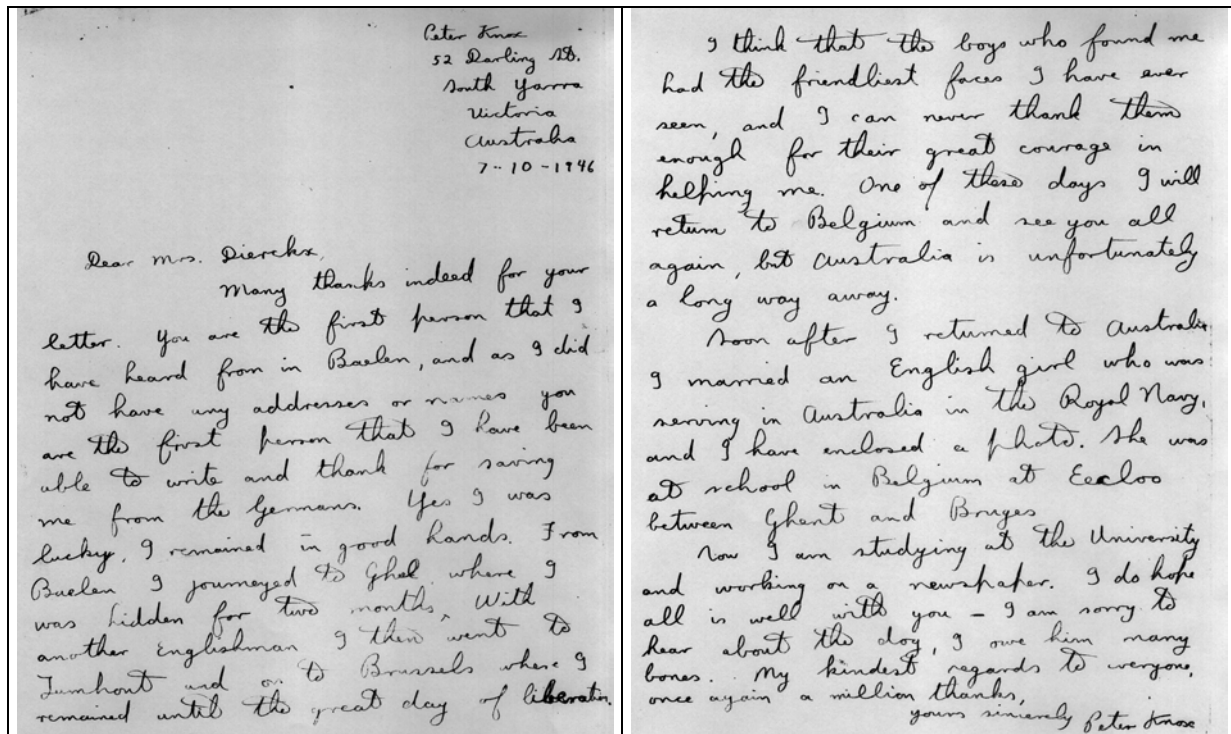 Peter Knox
52 Darling St.
South Yarra
Victoria
Australia
7-10-1946
Dear Mrs. Dierckx,
Many thanks indeed for your
letter. You are the first person that I
have heard from in Baelen, and as I did
not have any addresses or names you
are the first person that I have been
able to write and thank for saving
me from the Germans. Yes I was
lucky, I remained in good hands. From
Baelen I journeyed to Ghel where I
was hidden for two months, With
another Englishman I then went to
Turnhout and on to Brussels where I
remained until the great day of liberation.
I think that the boys who found me
had the friendliest faces I have ever
seen, and I can never thank them
enough for their great courage in
helping me. One of these days I will
return to Belgium and see you all
again, but Australia is unfortunately
a long way away.
Soon after I returned to Australia
I married an English girl who was
serving in Australia in the Royal Navy,
and I have enclosed a photo. She was
at school in Belgium at Eecloo
between Ghent and Bruges
Now I am studying at the University
and working on a newspaper. I do hope
all is well with you – I am sorry to
hear about the dog, I owe him many
bones. My kindest regards to everyone,
once again a million thanks,
yours sincerely Peter Knox